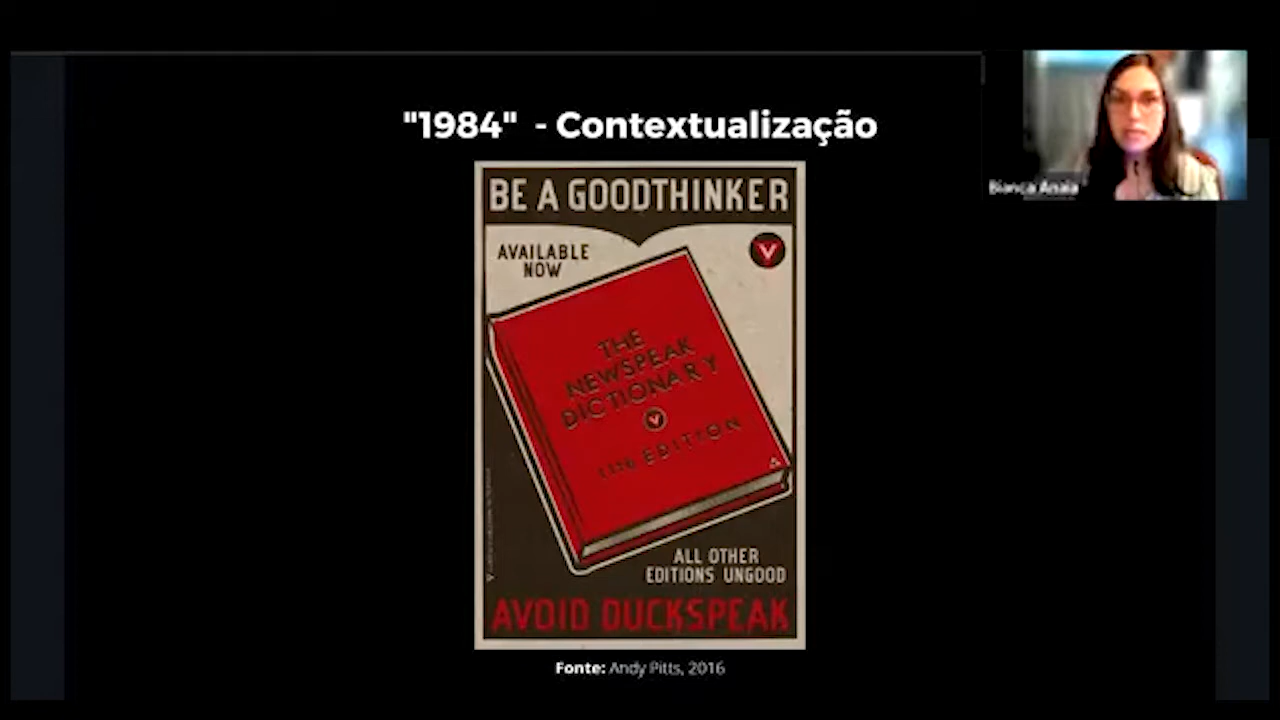 "1984" - Contextualização
Bianca Anaia
BE A GOODTHINKER
AVAILABLE
NOW
V
THE
NEWSPEAK
DICTIONARY
V
11TH EDITION
ALL OTHER
EDITIONS UNGOOD
AVOID DUCKSPEAK
Fonte: Andy Pitts, 2016